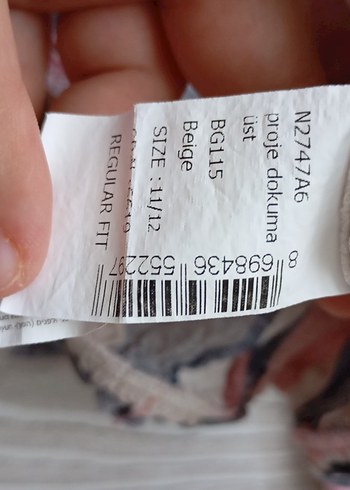 N2747A6
proje dokuma
üst
BG115
Beige
SIZE : 11/12
REGULAR FIT
8 698436 552297